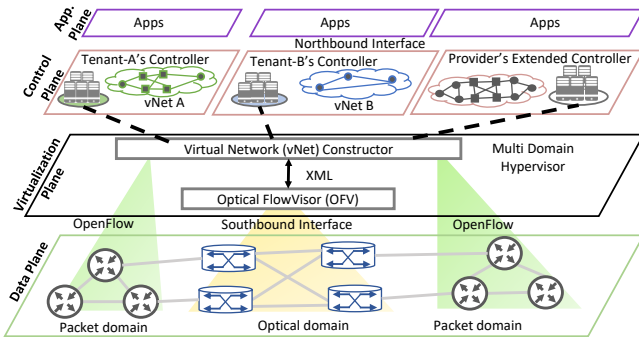 App.
Plane
Apps
Apps
Apps
Northbound Interface
Control
Plane
Tenant-A's Controller
vNet A
Tenant-B's Controller
vNet B
Provider's Extended Controller
Virtualization
Plane
Virtual Network (vNet) Constructor
Multi Domain
Hypervisor
XML
Optical FlowVisor (OFV)
OpenFlow
Southbound Interface
OpenFlow
Data Plane
Packet domain
Optical domain
Packet domain